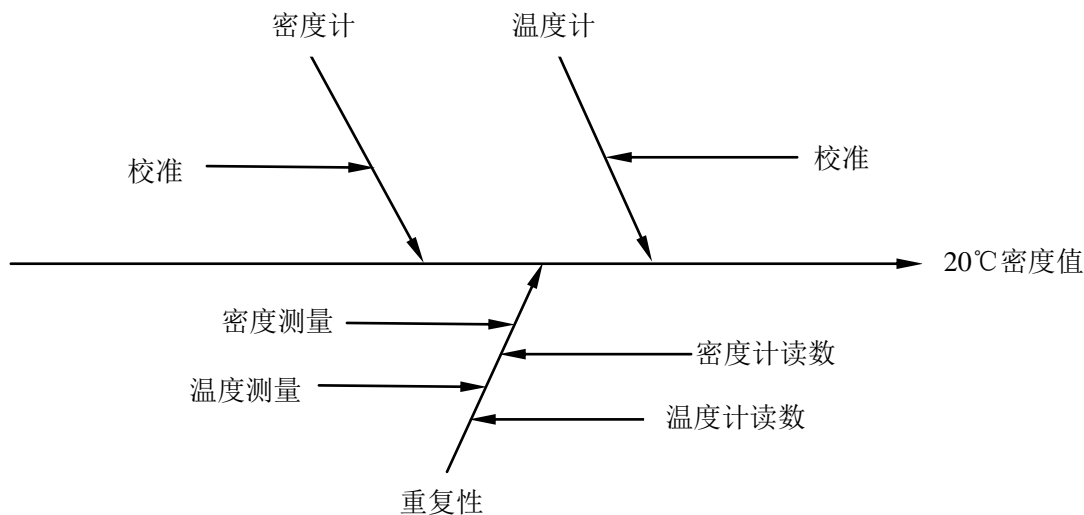 密度计
温度计
校准
校准
20℃密度值
密度测量
密度计读数
温度测量
温度计读数
重复性